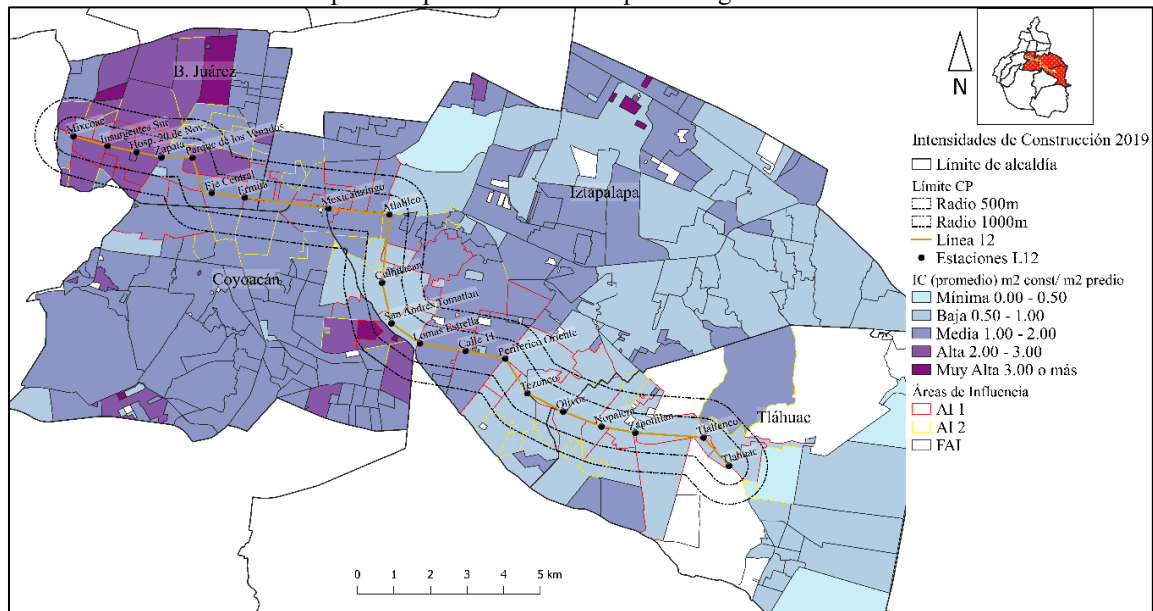 B. Juárez
Mixcoac
Insurgentes Sur
Hosp. 20 de Nov.
Zapata
Parque de los Venados
Eje Central
Ermita
Mexicaltzingo
Atlalilco
Iztapalapa
Coyoacán
Culhuacán
San Andrés Tomatlán
Lomas Estrella
Calle 11
Periférico Oriente
Tezonco
Olivos
Nopalera
Zapotitlán
Tlaltenco
Tláhuac
Tláhuac
0 1 2 3 4 5 km
N
Intensidades de Construcción 2019
Límite de alcaldía
Límite CP
Radio 500m
Radio 1000m
Línea 12
Estaciones L12
IC (promedio) m2 const/ m2 predio
Mínima 0.00 - 0.50
Baja 0.50 - 1.00
Media 1.00 - 2.00
Alta 2.00 - 3.00
Muy Alta 3.00 o más
Áreas de Influencia
AI 1
AI 2
FAI